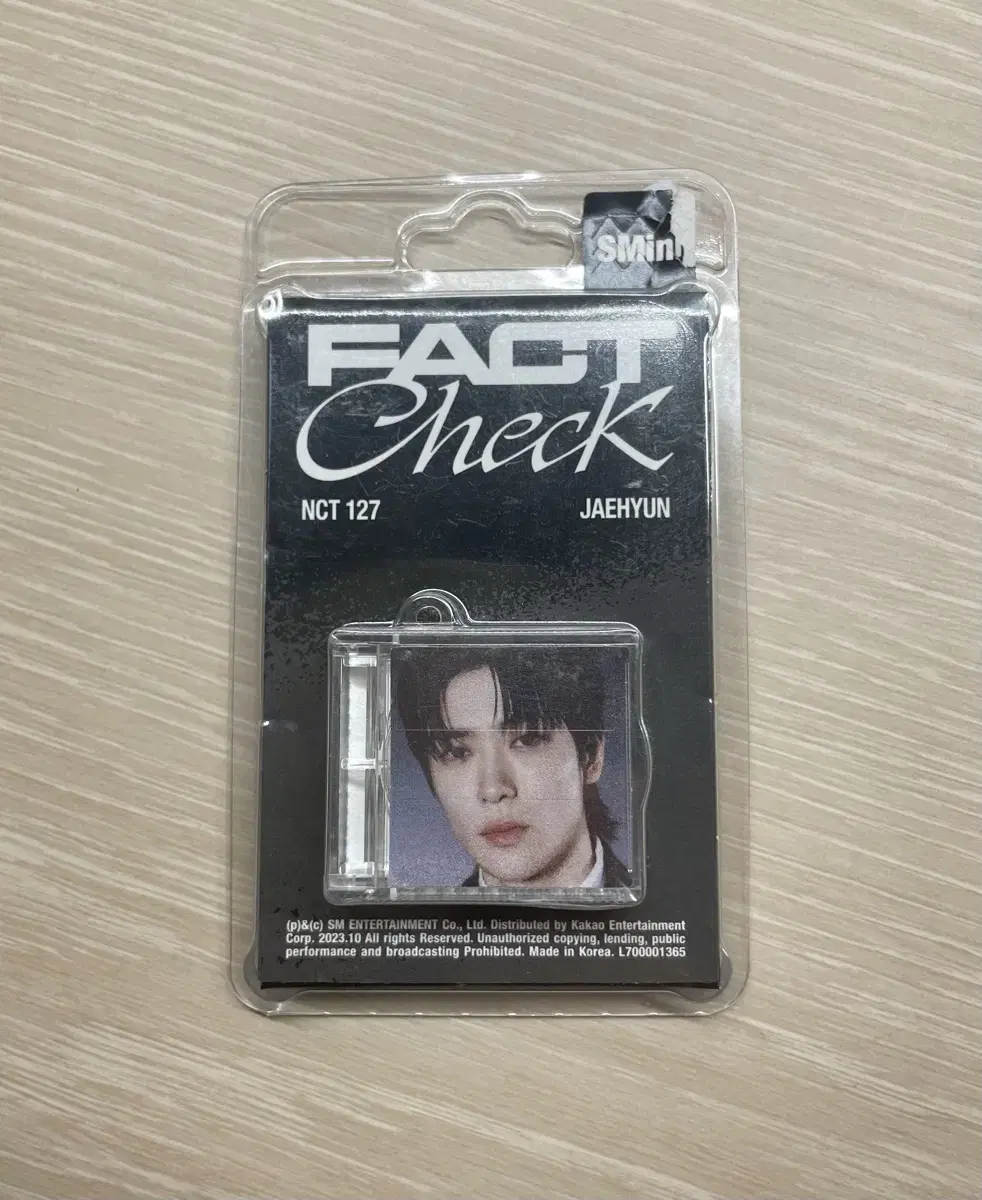 SMini
FACT
Check
NCT 127
JAEHYUN
(p)&(c) SM ENTERTAINMENT Co., Ltd. Distributed by Kakao Entertainment
Corp. 2023.10 All rights Reserved. Unauthorized copying, lending, public
performance and broadcasting Prohibited. Made in Korea. L700001365